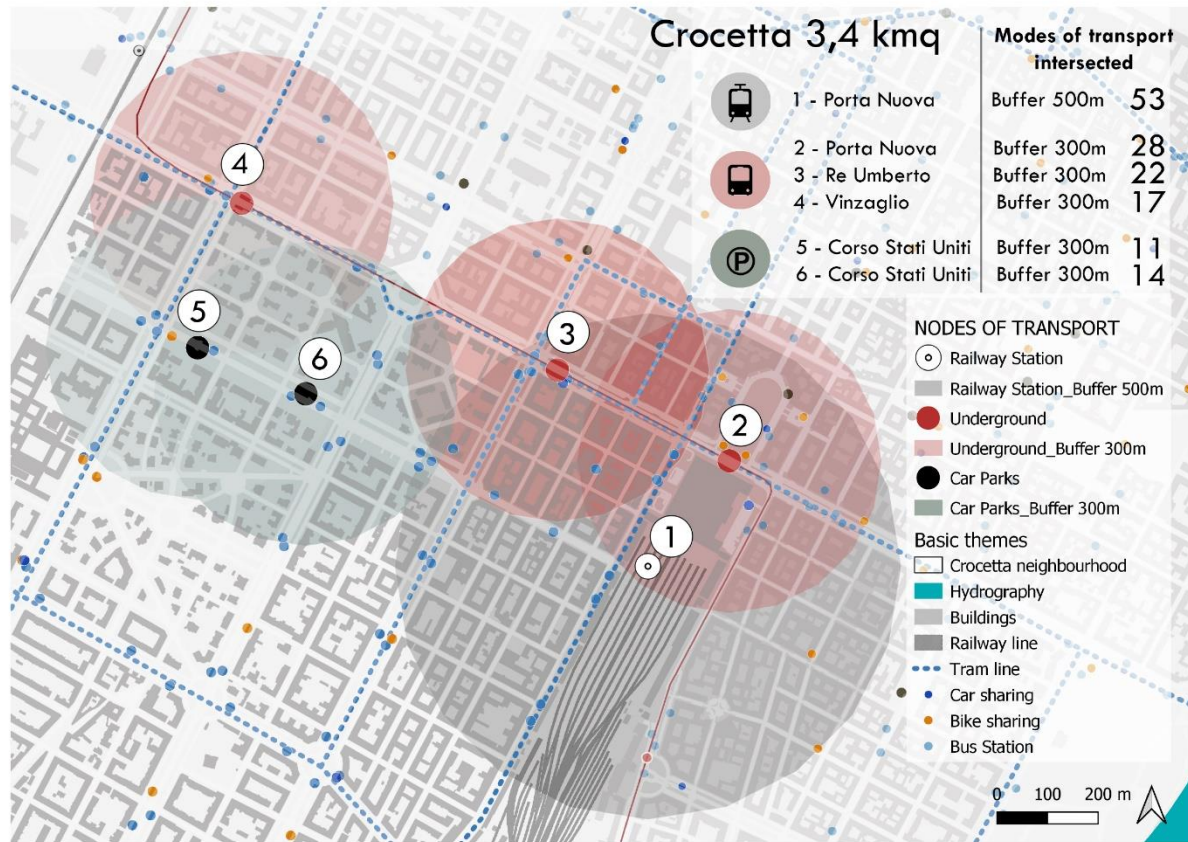 Crocetta 3,4 kmq
Modes of transport
intersected
1 - Porta Nuova Buffer 500m 53
2 - Porta Nuova Buffer 300m 28
3 - Re Umberto Buffer 300m 22
4 - Vinzaglio Buffer 300m 17
P
5 - Corso Stati Uniti Buffer 300m 11
6 - Corso Stati Uniti Buffer 300m 14
4
5
6
3
2
1
NODES OF TRANSPORT
Railway Station
Railway Station_Buffer 500m
Underground
Underground_Buffer 300m
Car Parks
Car Parks_Buffer 300m
Basic themes
Crocetta neighbourhood
Hydrography
Buildings
Railway line
Tram line
Car sharing
Bike sharing
Bus Station
0 100 200 m